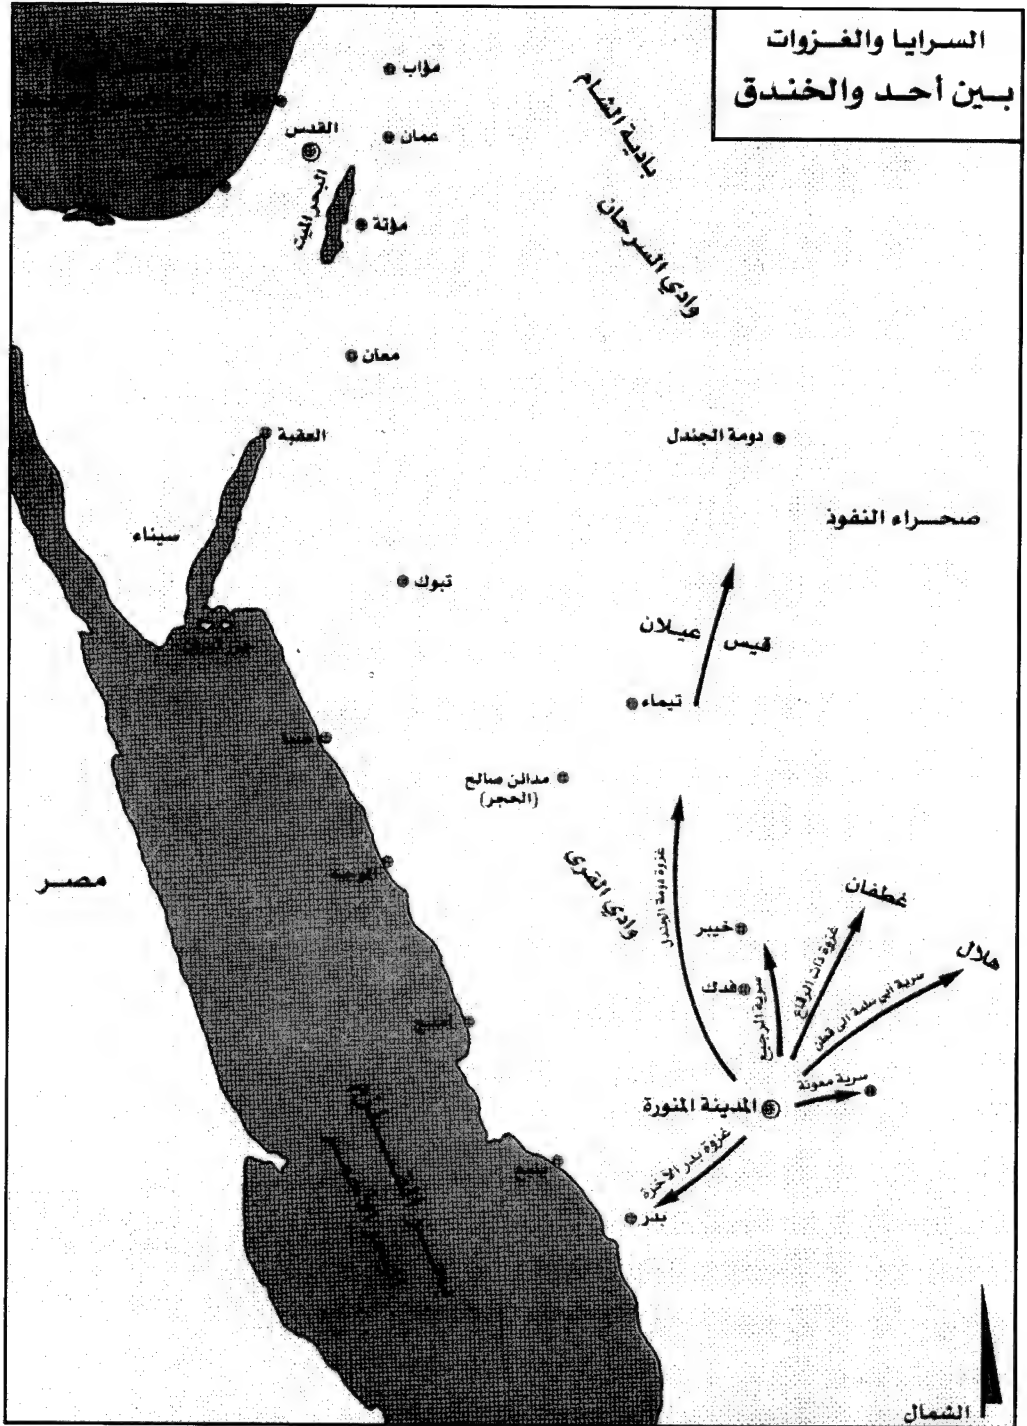 السرايا والغزوات
بين أحد والخندق
مؤاب
القدس
عمان
البحر الميت
مؤتة
بادية الشام
وادي السرحان
معان
العقبة
دومة الجندل
صحراء النفوذ
سيناء
تبوك
قيس عيلان
تيماء
ضبا
مدائن صالح
(الحجر)
الوجه
مصر
وادي القرى
غزوة دومة الجندل
خيبر
فدك
سرية الرجيع
غزوة ذات الرقاع
غطفان
هلال
سرية أبي سلمة الى قطن
سرية معونة
املج
المدينة المنورة
غزوة بدر الآخرة
ينبع
بدر
الشمال